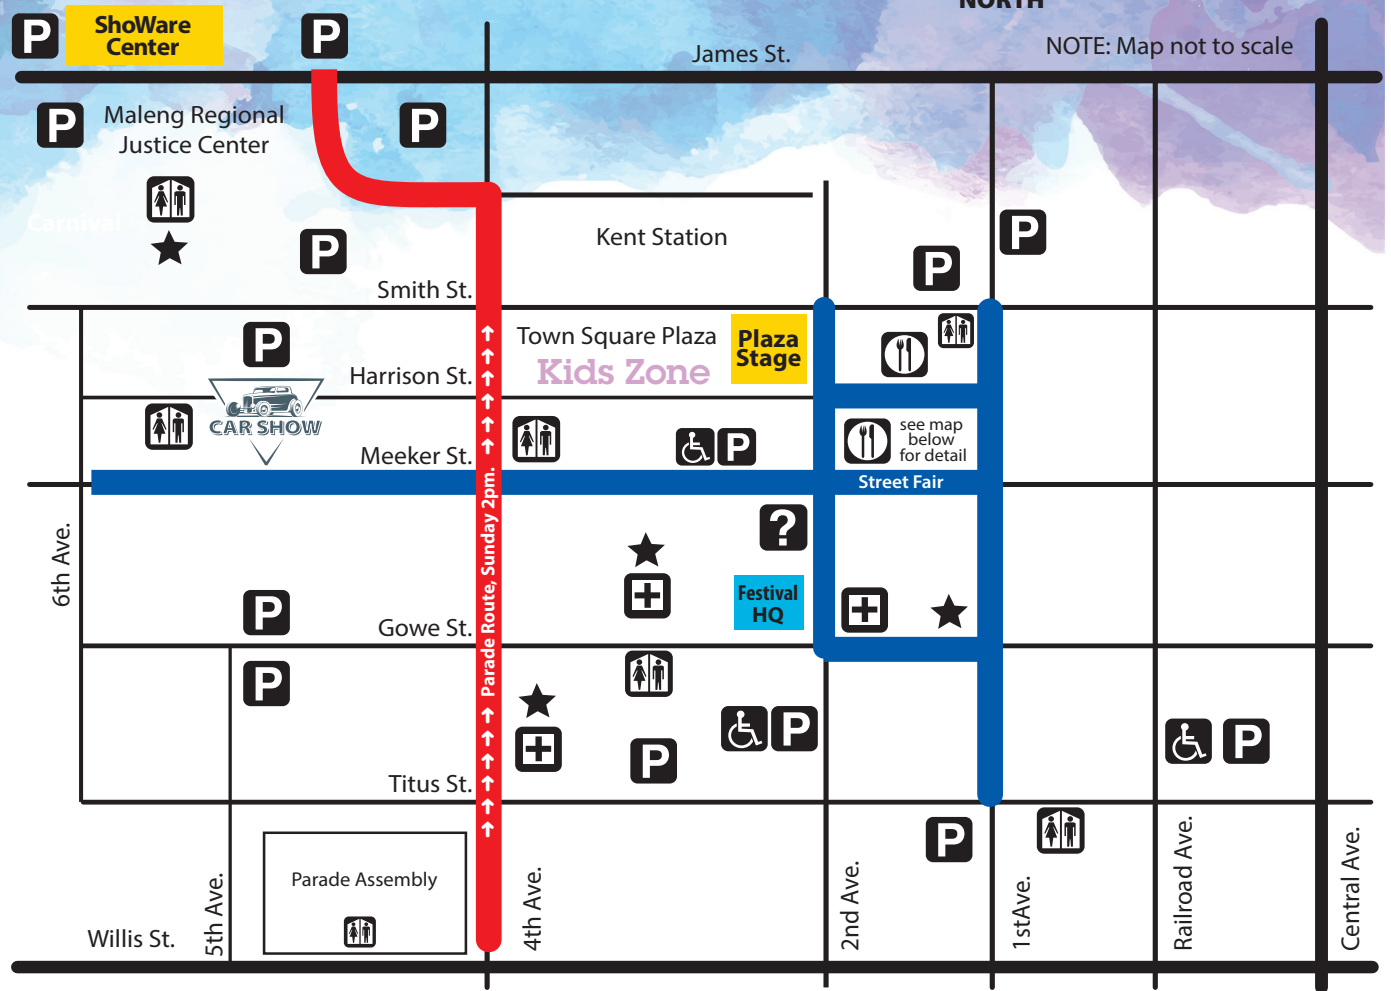 NORTH
P
ShoWare
Center
P
James St.
NOTE: Map not to scale
P
Maleng Regional
Justice Center
P
Carnival
P
Kent Station
P
P
Smith St.
P
Town Square Plaza
Kids Zone
Plaza
Stage
Harrison St.
CAR SHOW
Meeker St.
P
see map
below
for detail
Street Fair
Parade Route, Sunday 2pm.
?
6th Ave.
Festival
HQ
P
Gowe St.
P
P
P
P
Titus St.
P
Parade Assembly
Willis St.
5th Ave.
4th Ave.
2nd Ave.
1stAve.
Railroad Ave.
Central Ave.